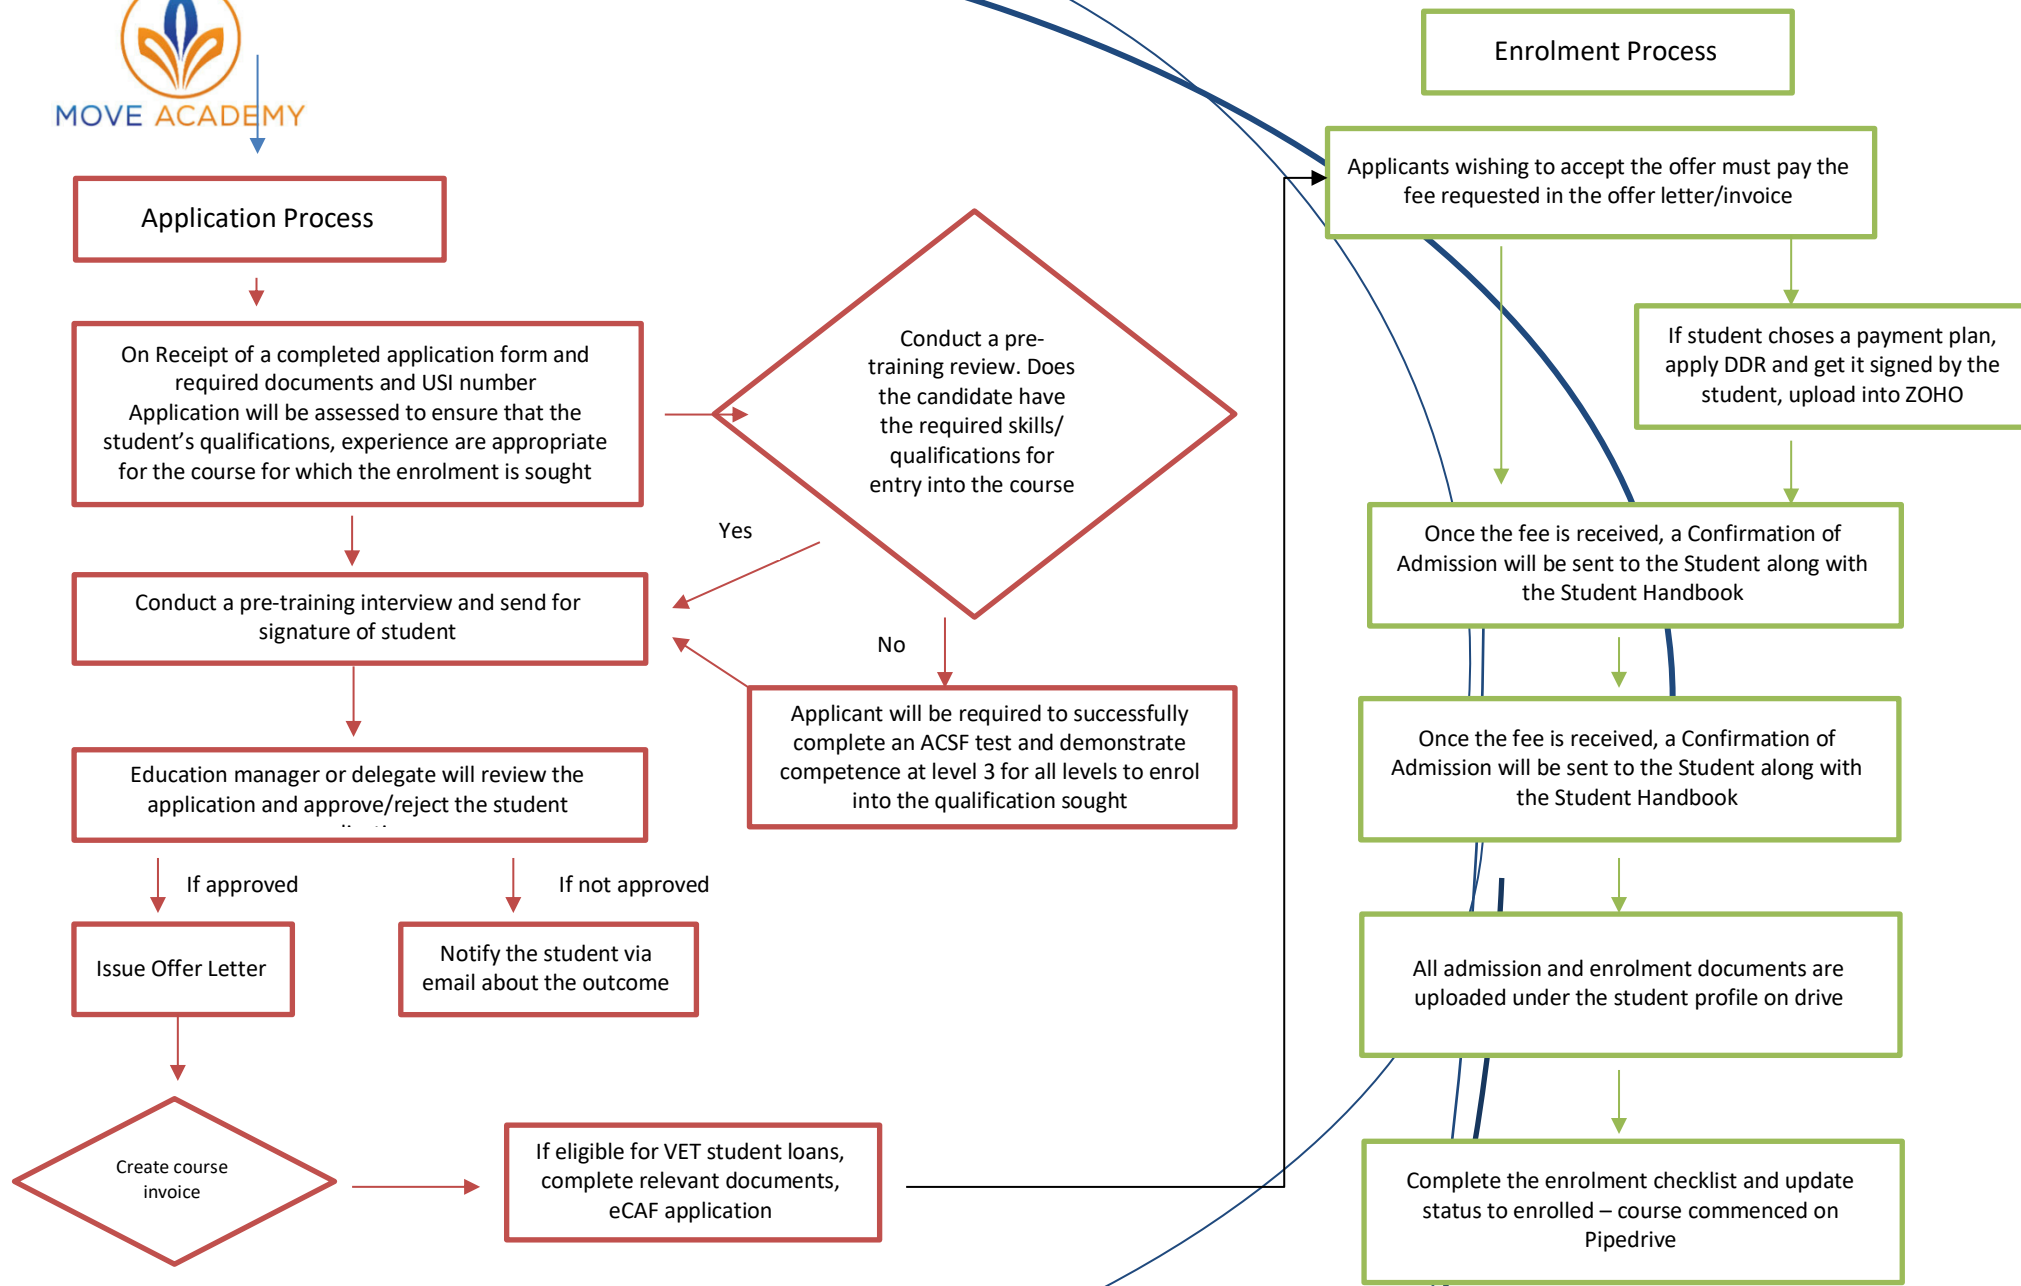 MOVE ACADEMY
Application Process
On Receipt of a completed application form and
required documents and USI number
Application will be assessed to ensure that the
student's qualifications, experience are appropriate
for the course for which the enrolment is sought
Conduct a pre-
training review. Does
the candidate have
the required skills/
qualifications for
entry into the course
Yes
No
Conduct a pre-training interview and send for
signature of student
Applicant will be required to successfully
complete an ACSF test and demonstrate
competence at level 3 for all levels to enrol
into the qualification sought
Education manager or delegate will review the
application and approve/reject the student
If approved
If not approved
Issue Offer Letter
Notify the student via
email about the outcome
Create course
invoice
If eligible for VET student loans,
complete relevant documents,
eCAF application
Enrolment Process
Applicants wishing to accept the offer must pay the
fee requested in the offer letter/invoice
If student choses a payment plan,
apply DDR and get it signed by the
student, upload into ZOHO
Once the fee is received, a Confirmation of
Admission will be sent to the Student along with
the Student Handbook
Once the fee is received, a Confirmation of
Admission will be sent to the Student along with
the Student Handbook
All admission and enrolment documents are
uploaded under the student profile on drive
Complete the enrolment checklist and update
status to enrolled – course commenced on
Pipedrive